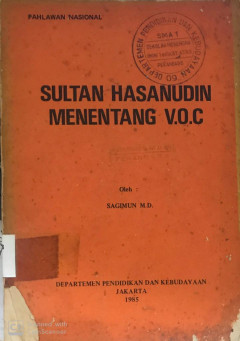 PAHLAWAN NASIONAL
SULTAN HASANUDIN
MENENTANG V.O.C
Oleh :
SAGIMUN M.D.
DEPARTEMEN PENDIDIKAN DAN KEBUDAYAAN
JAKARTA
1985